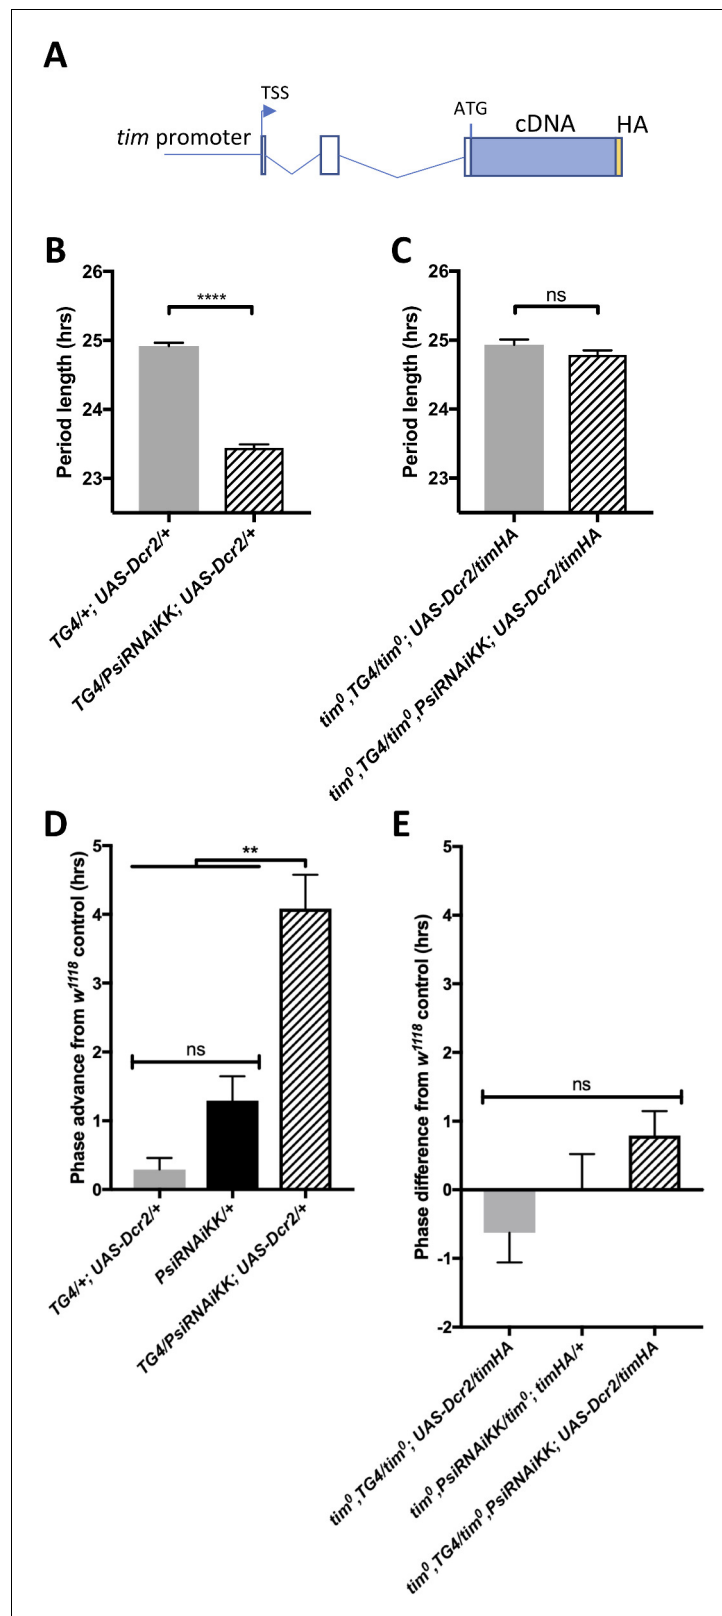 A
TSS
tim promoter
ATG
cDNA
HA
B
Period length (hrs)
26
25
24
23
****
TG4/+; UAS-Dcr2/+
TG4/PsiRNAiKK; UAS-Dcr2/+
C
Period length (hrs)
26
25
24
23
ns
tim⁰,TG4/tim⁰; UAS-Dcr2/timHA
tim⁰,TG4/tim⁰,PsiRNAiKK; UAS-Dcr2/timHA
D
Phase advance from w¹¹¹⁸ control (hrs)
5
4
3
2
1
0
**
ns
TG4/+; UAS-Dcr2/+
PsiRNAiKK/+
TG4/PsiRNAiKK; UAS-Dcr2/+
E
Phase difference from w¹¹¹⁸ control (hrs)
5
4
3
2
1
0
-1
-2
ns
tim⁰,TG4/tim⁰; UAS-Dcr2/timHA
tim⁰,PsiRNAiKK/tim⁰; timHA/+
tim⁰,TG4/tim⁰,PsiRNAiKK; UAS-Dcr2/timHA